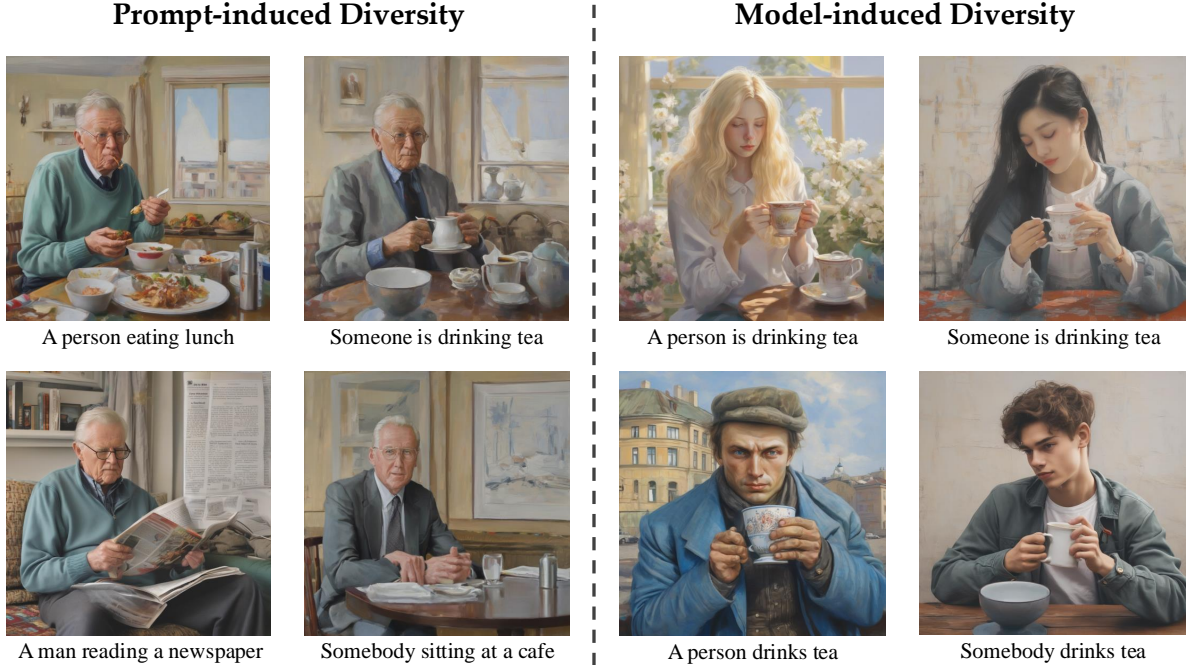 Prompt-induced Diversity
Model-induced Diversity
A person eating lunch
Someone is drinking tea
A person is drinking tea
Someone is drinking tea
A man reading a newspaper
Somebody sitting at a cafe
A person drinks tea
Somebody drinks tea